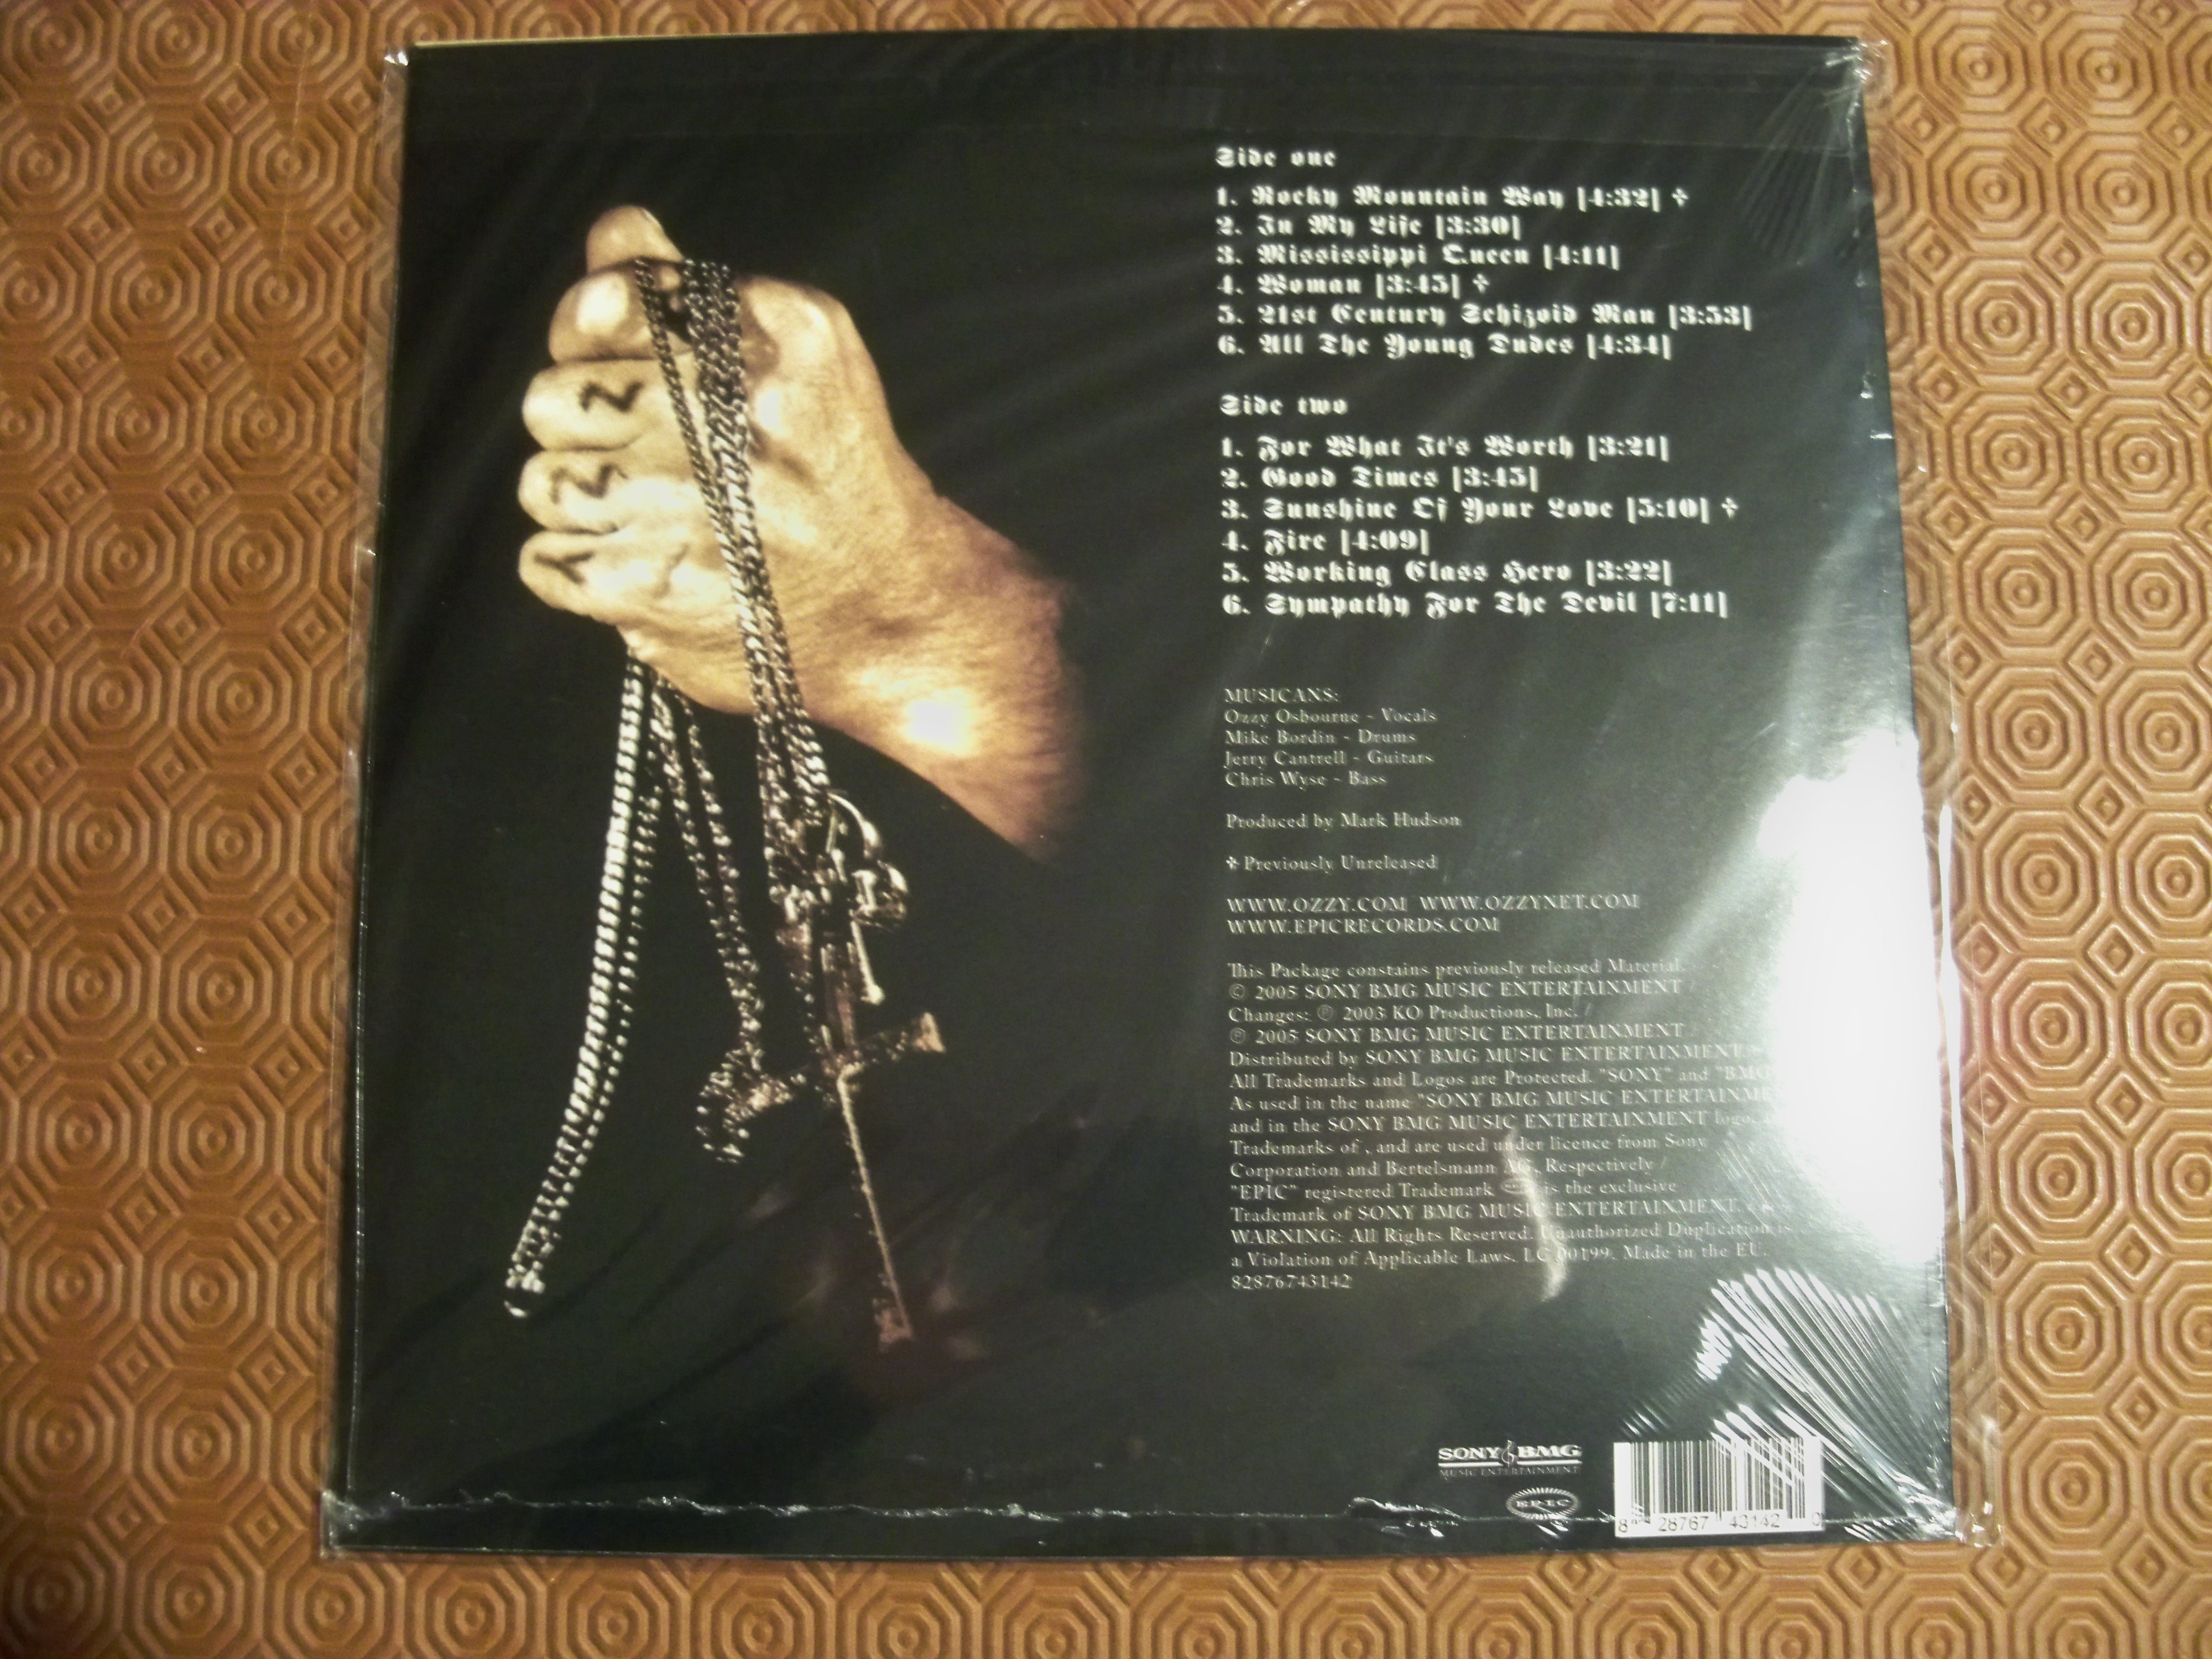 Side one
1. Rocky Mountain Way [4:32] ✝
2. In My Life [3:30]
3. Mississippi Queen [4:11]
4. Woman [3:45] ✝
5. 21st Century Schizoid Man [3:53]
6. All The Young Dudes [4:34]
Side two
1. For What It's Worth [3:21]
2. Good Times [3:45]
3. Sunshine Of Your Love [5:10] ✝
4. Fire [4:09]
5. Working Class Hero [3:22]
6. Sympathy For The Devil [7:11]
MUSICANS:
Ozzy Osbourne - Vocals
Mike Bordin - Drums
Jerry Cantrell - Guitars
Chris Wyse - Bass
Produced by Mark Hudson
✝ Previously Unreleased
WWW.OZZY.COM WWW.OZZYNET.COM
WWW.EPICRECORDS.COM
This Package constains previously released Material.
© 2005 SONY BMG MUSIC ENTERTAINMENT /
Changes: ℗ 2003 KO Productions, Inc. /
℗ 2005 SONY BMG MUSIC ENTERTAINMENT /
Distributed by SONY BMG MUSIC ENTERTAINMENT
All Trademarks and Logos are Protected. "SONY" and "BMG
As used in the name "SONY BMG MUSIC
and in the SONY BMG MUSIC ENTERTAINMENT logo,
Trademarks of , and are used under licence from Sony
Corporation and Bertelsmann AG, Respectively /
"EPIC" registered Trademark is the exclusive
Trademark of SONY BMG MUSIC ENTERTAINMENT.
WARNING: All Rights Reserved. Unauthorized Duplication is
a Violation of Applicable Laws. LC 00199. Made in the EU.
82876743142
SONY BMG
MUSIC ENTERTAINMENT
EPIC
8 28767 43142 0